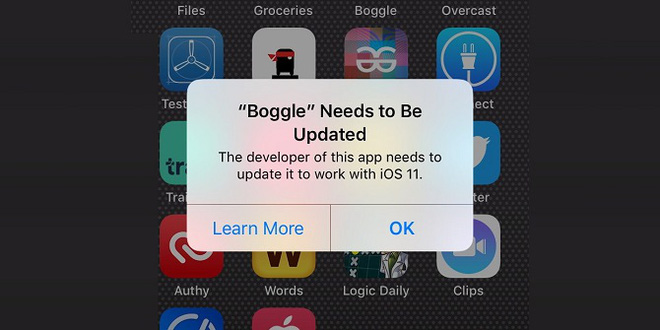 Files Groceries Boggle Overcast
Test
ect
"Boggle" Needs to Be
Updated
The developer of this app needs to
update it to work with iOS 11.
tra
Trai
ter
Learn More OK
W
Authy Words Logic Daily Clips